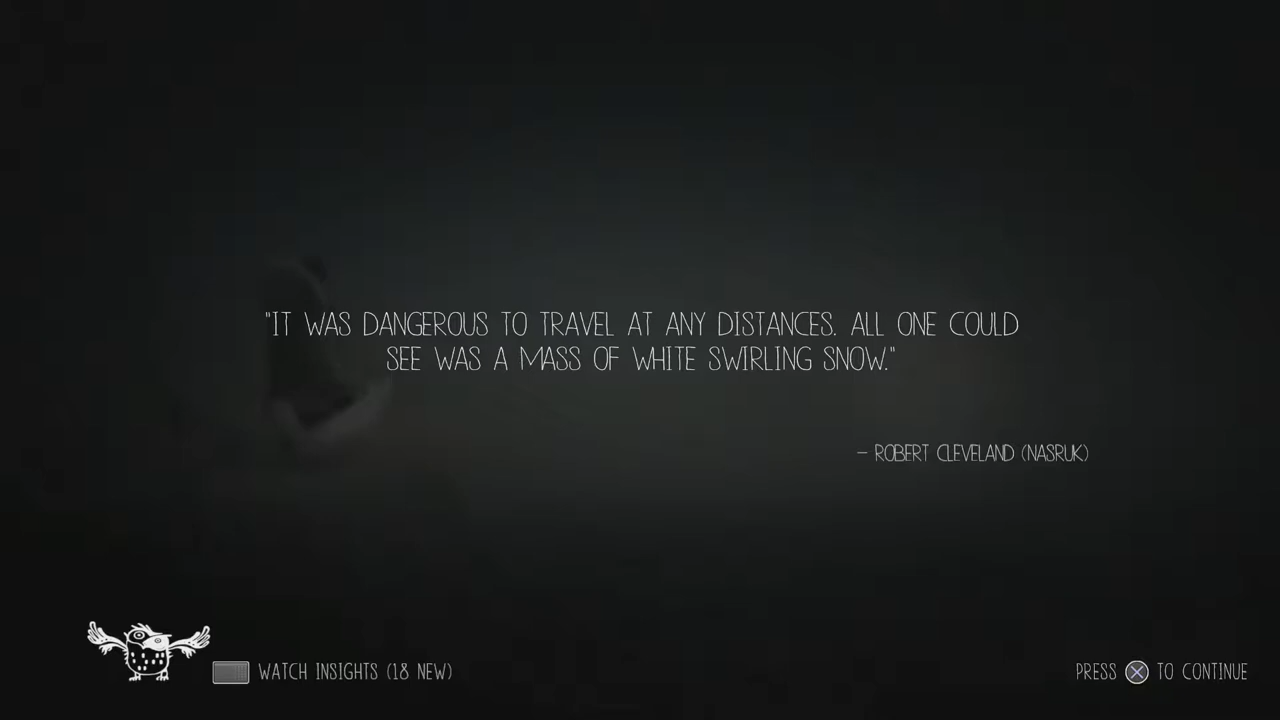 "IT WAS DANGEROUS TO TRAVEL AT ANY DISTANCES. ALL ONE COULD
SEE WAS A MASS OF WHITE SWIRLING SNOW."
– ROBERT CLEVELAND (NASRUK)
WATCH INSIGHTS (18 NEW)
PRESS TO CONTINUE